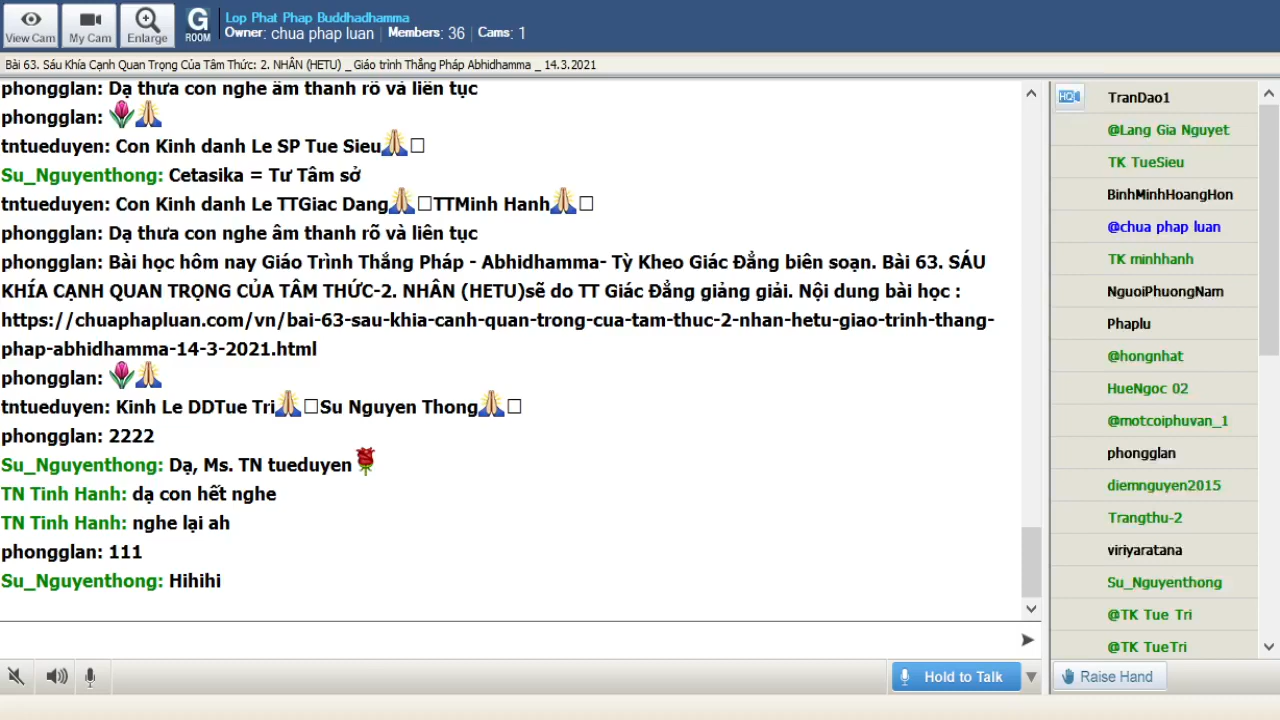 View Cam
My Cam
Enlarge
G
ROOM
Lop Phat Phap Buddhadhamma
Owner: chua phap luan Members: 36 Cams: 1
Bài 63. Sáu Khía Cạnh Quan Trọng Của Tâm Thức: 2. NHÂN (HETU) _ Giáo trình Thắng Pháp Abhidhamma _ 14.3.2021
phongglan: Dạ thưa con nghe âm thanh rõ và liên tục
phongglan: 🌷🙏
tntueduyen: Con Kinh danh Le SP Tue Sieu🙏□
Su_Nguyenthong: Cetasika = Tư Tâm sở
tntueduyen: Con Kinh danh Le TTGiac Dang🙏□TTMinh Hanh🙏□
phongglan: Dạ thưa con nghe âm thanh rõ và liên tục
phongglan: Bài học hôm nay Giáo Trình Thắng Pháp - Abhidhamma- Tỳ Kheo Giác Đẳng biên soạn. Bài 63. SÁU
KHÍA CẠNH QUAN TRỌNG CỦA TÂM THỨC-2. NHÂN (HETU)sẽ do TT Giác Đẳng giảng giải. Nội dung bài học :
https://chuaphapluan.com/vn/bai-63-sau-khia-canh-quan-trong-cua-tam-thuc-2-nhan-hetu-giao-trinh-thang-
phap-abhidhamma-14-3-2021.html
phongglan: 🌷🙏
tntueduyen: Kinh Le DDTue Tri🙏□Su Nguyen Thong🙏□
phongglan: 2222
Su_Nguyenthong: Dạ, Ms. TN tueduyen🌹
TN Tinh Hanh: dạ con hết nghe
TN Tinh Hanh: nghe lại ah
phongglan: 111
Su_Nguyenthong: Hihihi
Hold to Talk
HQ
TranDao1
@Lang Gia Nguyet
TK TueSieu
BinhMinhHoangHon
@chua phap luan
TK minhhanh
NguoiPhuongNam
Phaplu
@hongnhat
HueNgoc 02
@motcoiphuvan_1
phongglan
diemnguyen2015
Trangthu-2
viriyaratana
Su_Nguyenthong
@TK Tue Tri
@TK TueTri
Raise Hand